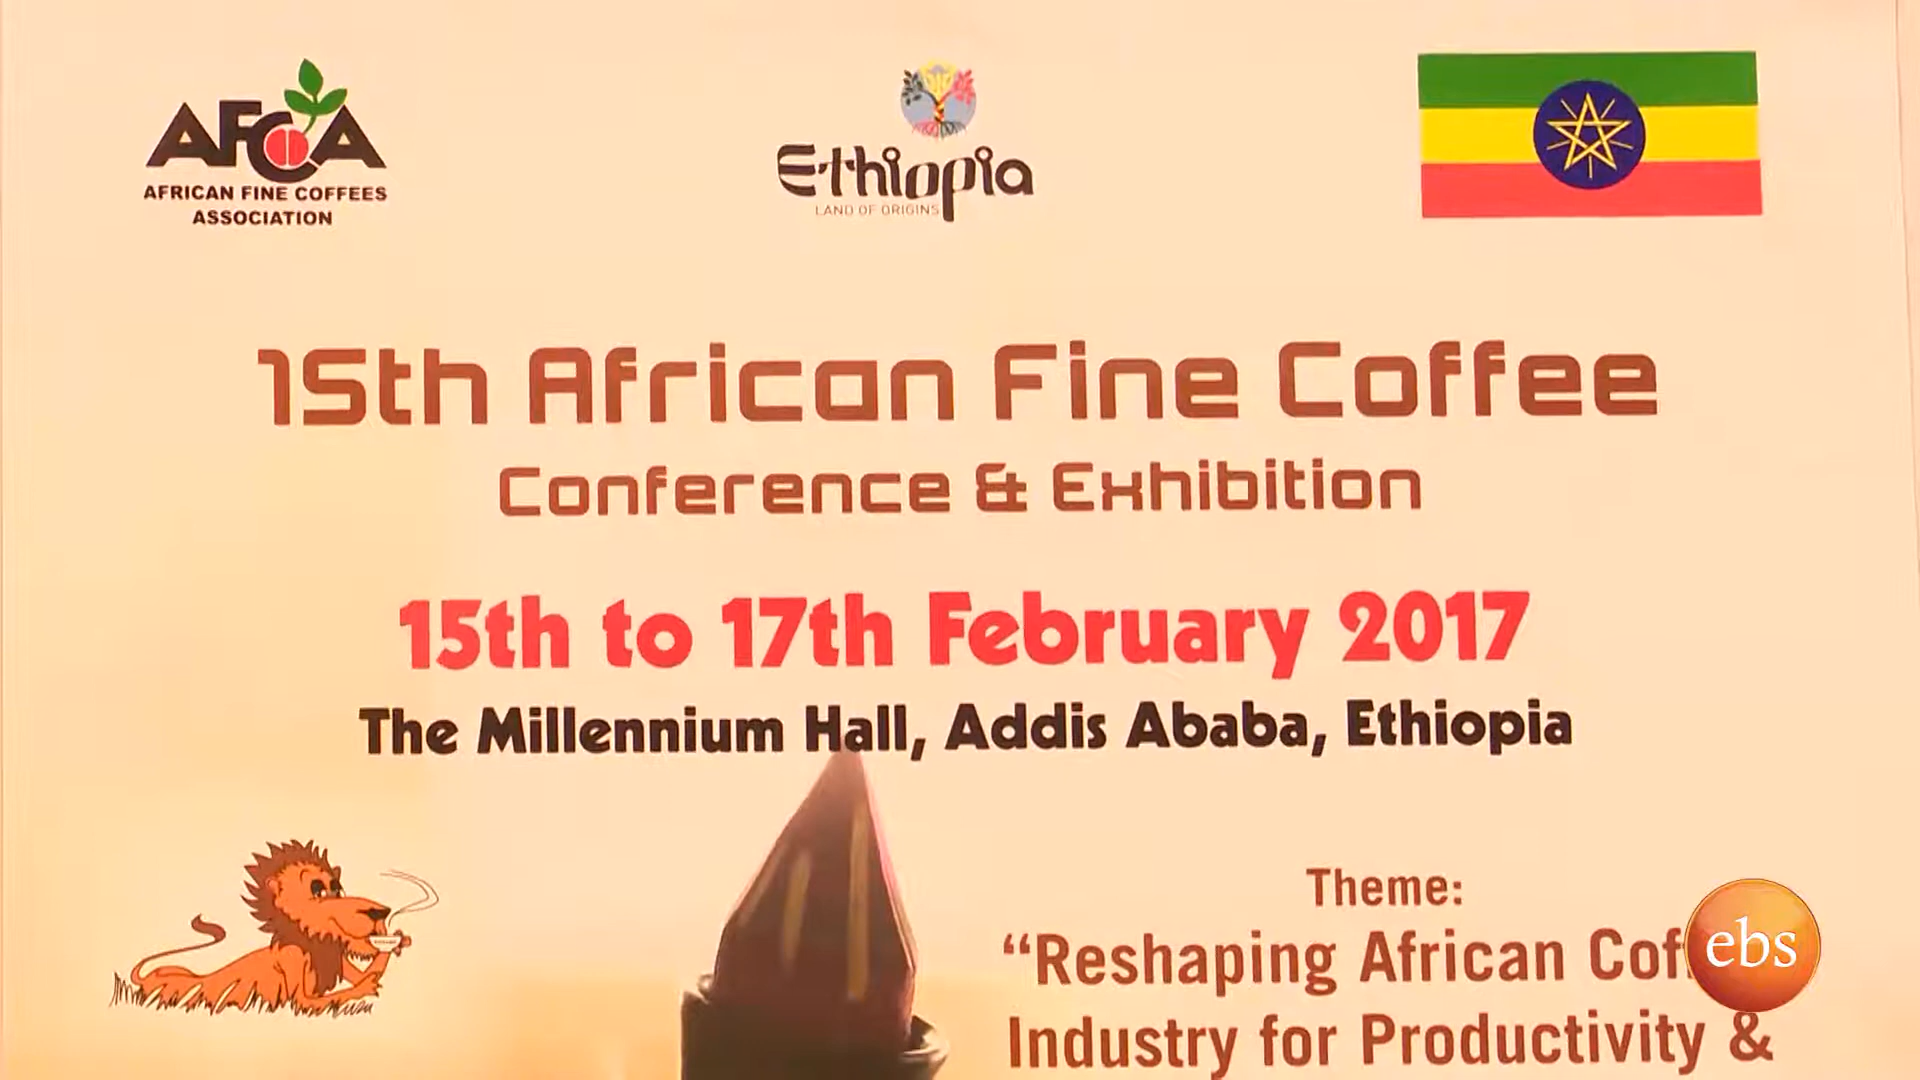 AFCA
AFRICAN FINE COFFEES
ASSOCIATION
Ethiopia
LAND OF ORIGINS
15th African Fine Coffee
Conference & Exhibition
15th to 17th February 2017
The Millennium Hall, Addis Ababa, Ethiopia
Theme:
“Reshaping African Cof
ebs
Industry for Productivity &